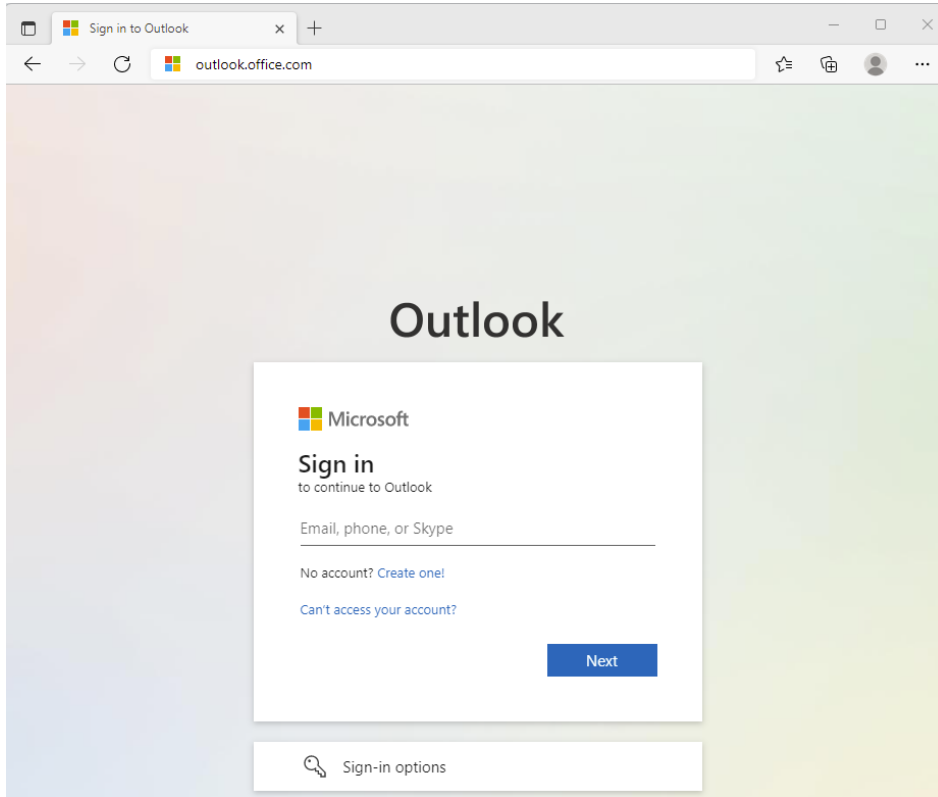 Sign in to Outlook
outlook.office.com
Outlook
Microsoft
Sign in
to continue to Outlook
Email, phone, or Skype
No account? Create one!
Can't access your account?
Next
Sign-in options